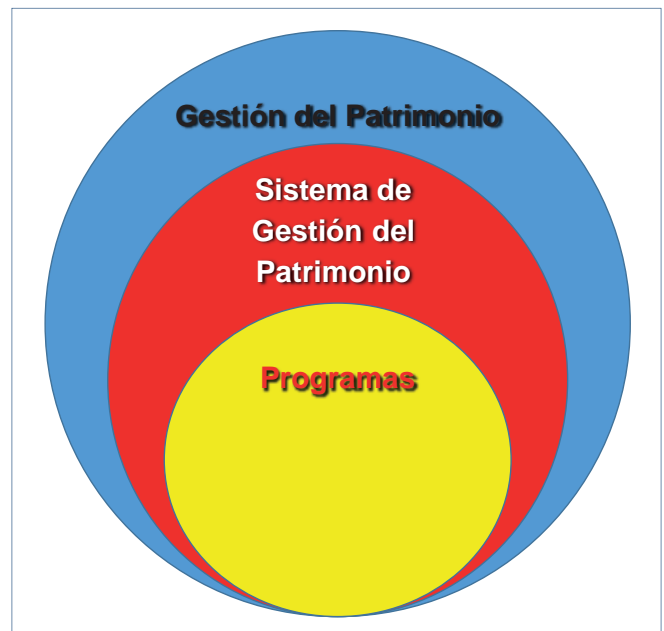 Gestión del Patrimonio
Sistema de
Gestión del
Patrimonio
Programas